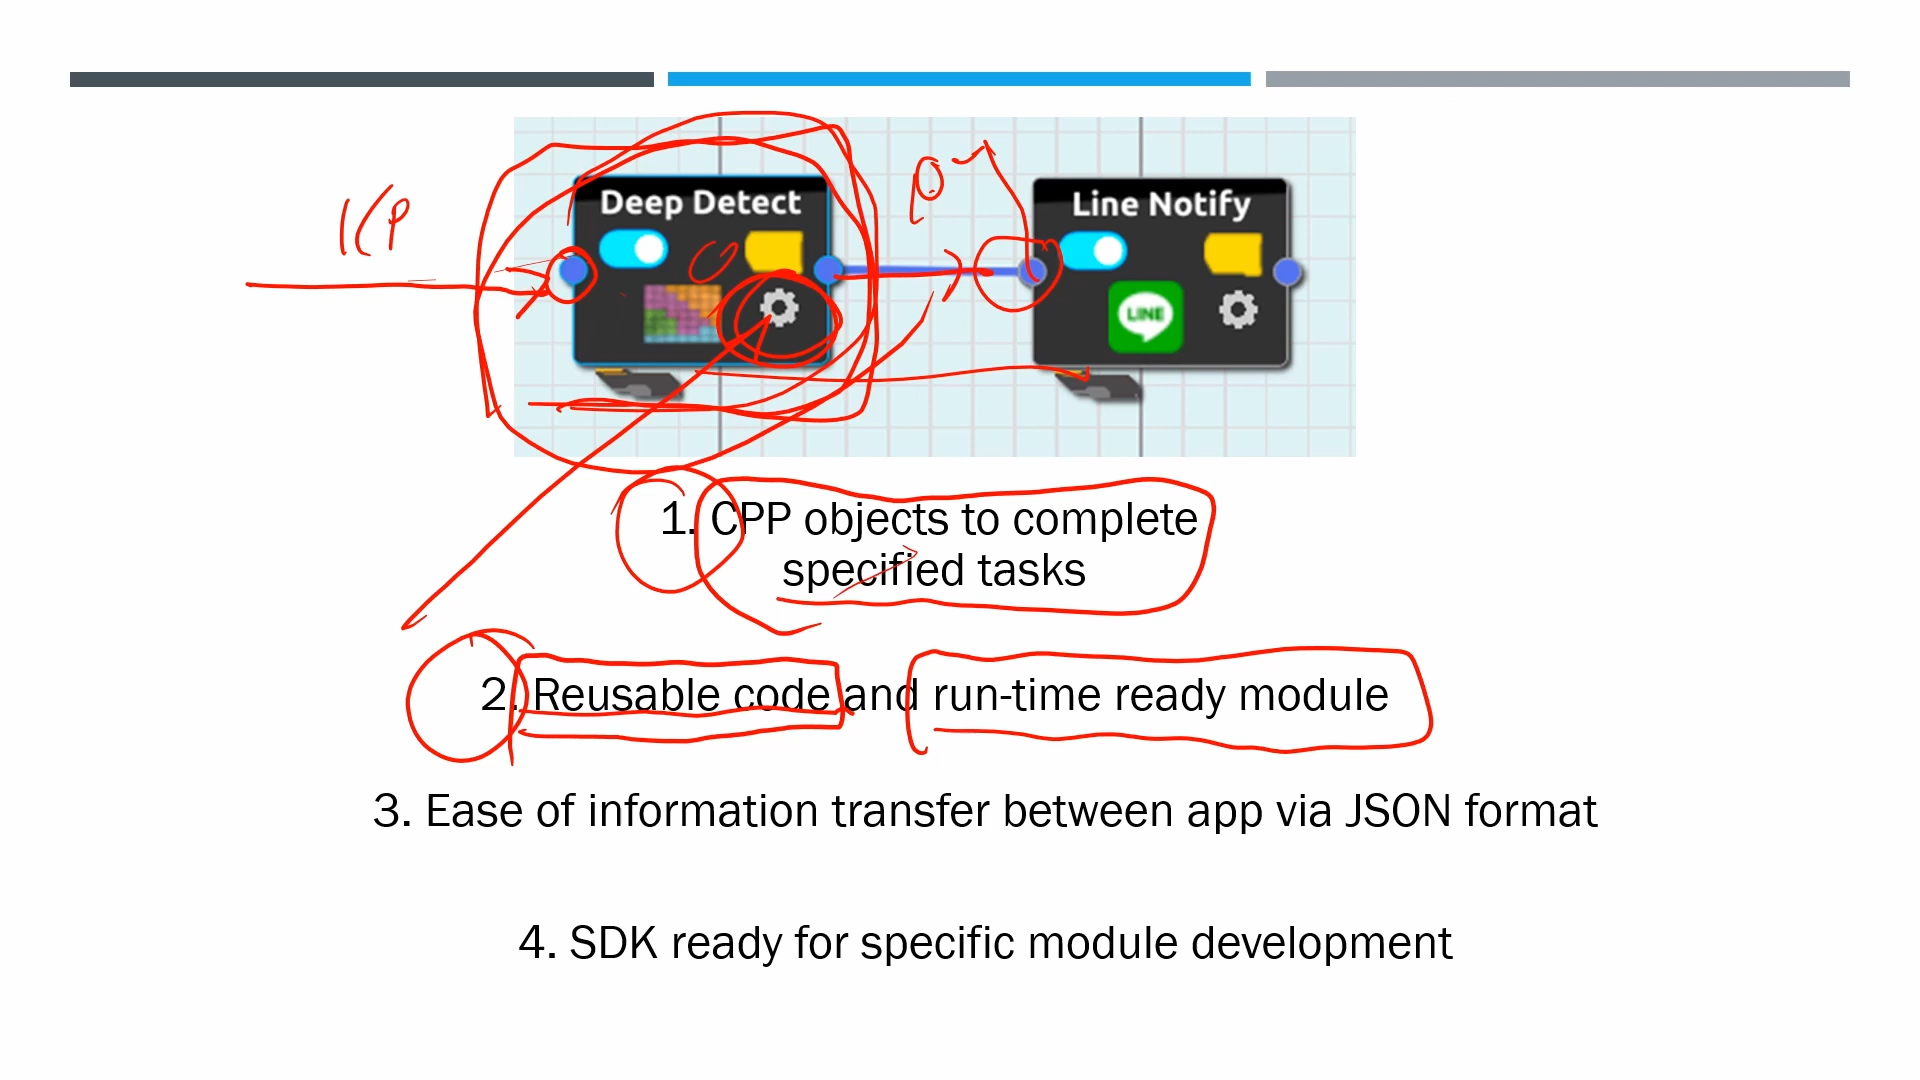 Deep Detect
Line Notify
LINE
1. CPP objects to complete
specified tasks
2. Reusable code and run-time ready module
3. Ease of information transfer between app via JSON format
4. SDK ready for specific module development